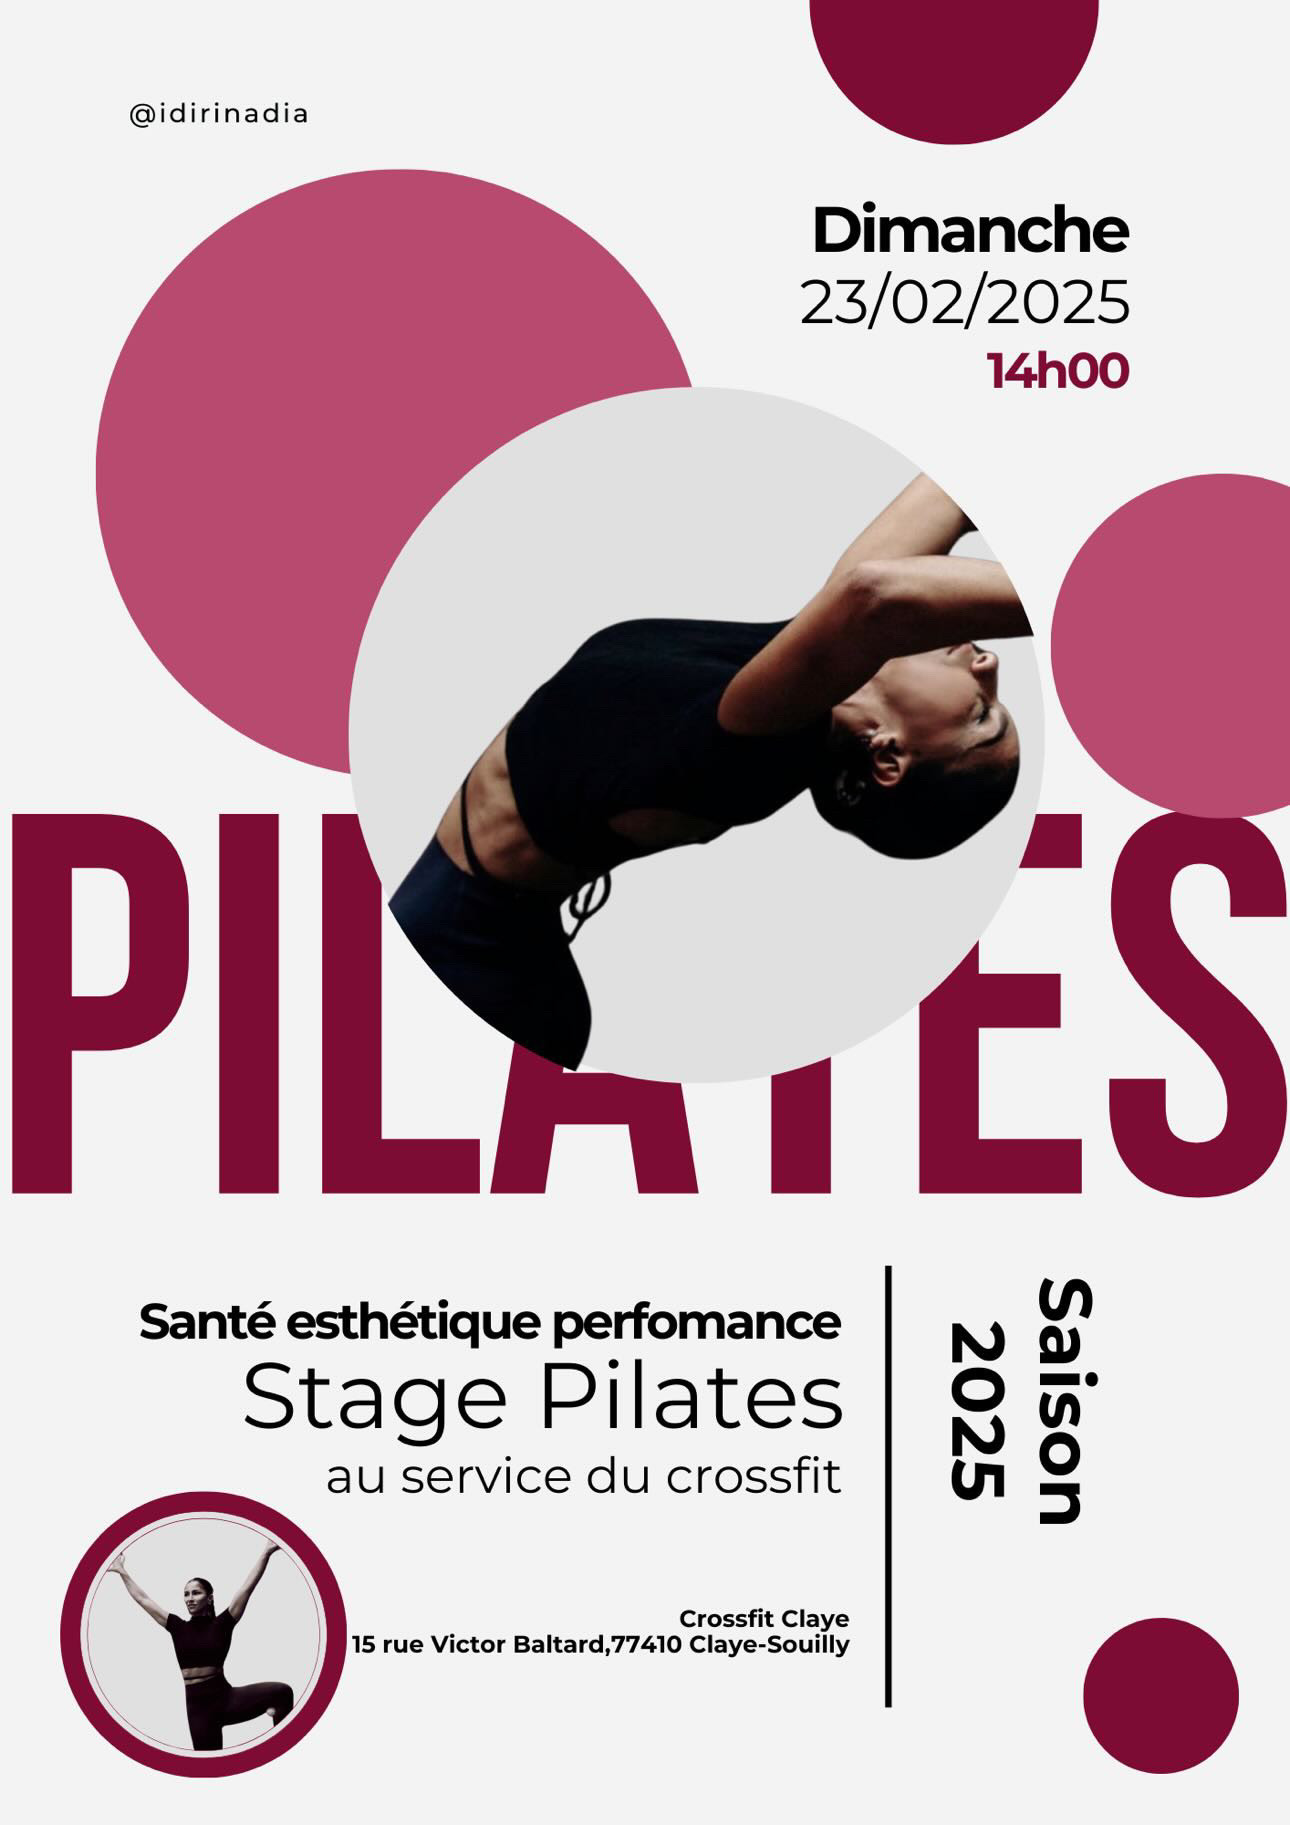 @idirinadia
Dimanche
23/02/2025
14h00
PILATES
Santé esthétique perfomance
Stage Pilates
au service du crossfit
Saison
2025
Crossfit Claye
15 rue Victor Baltard,77410 Claye-Souilly